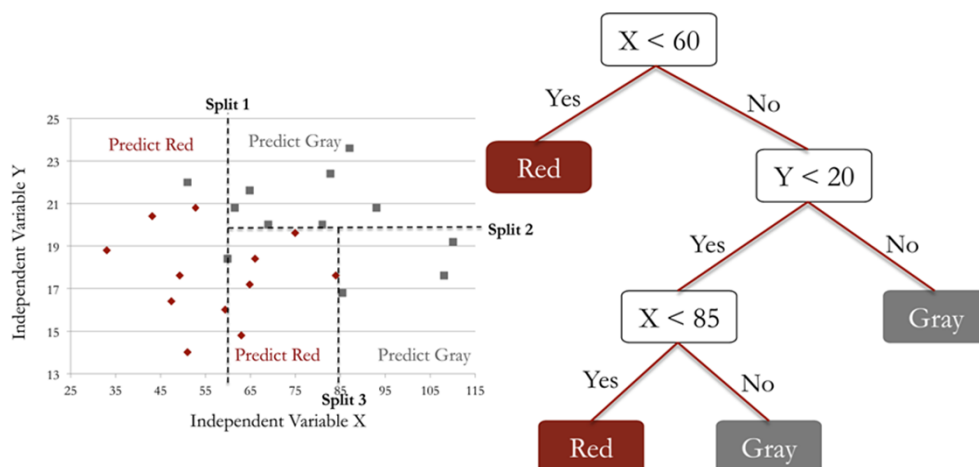 Split 1
25
23
21
19
17
15
13
Independent Variable Y
Predict Red
Predict Gray
Split 2
Predict Red
Predict Gray
25 35 45 55 65 75 85 95 105 115
Split 3
Independent Variable X
X < 60
Yes
No
Red
Y < 20
Yes
No
X < 85
Gray
Yes
No
Red
Gray